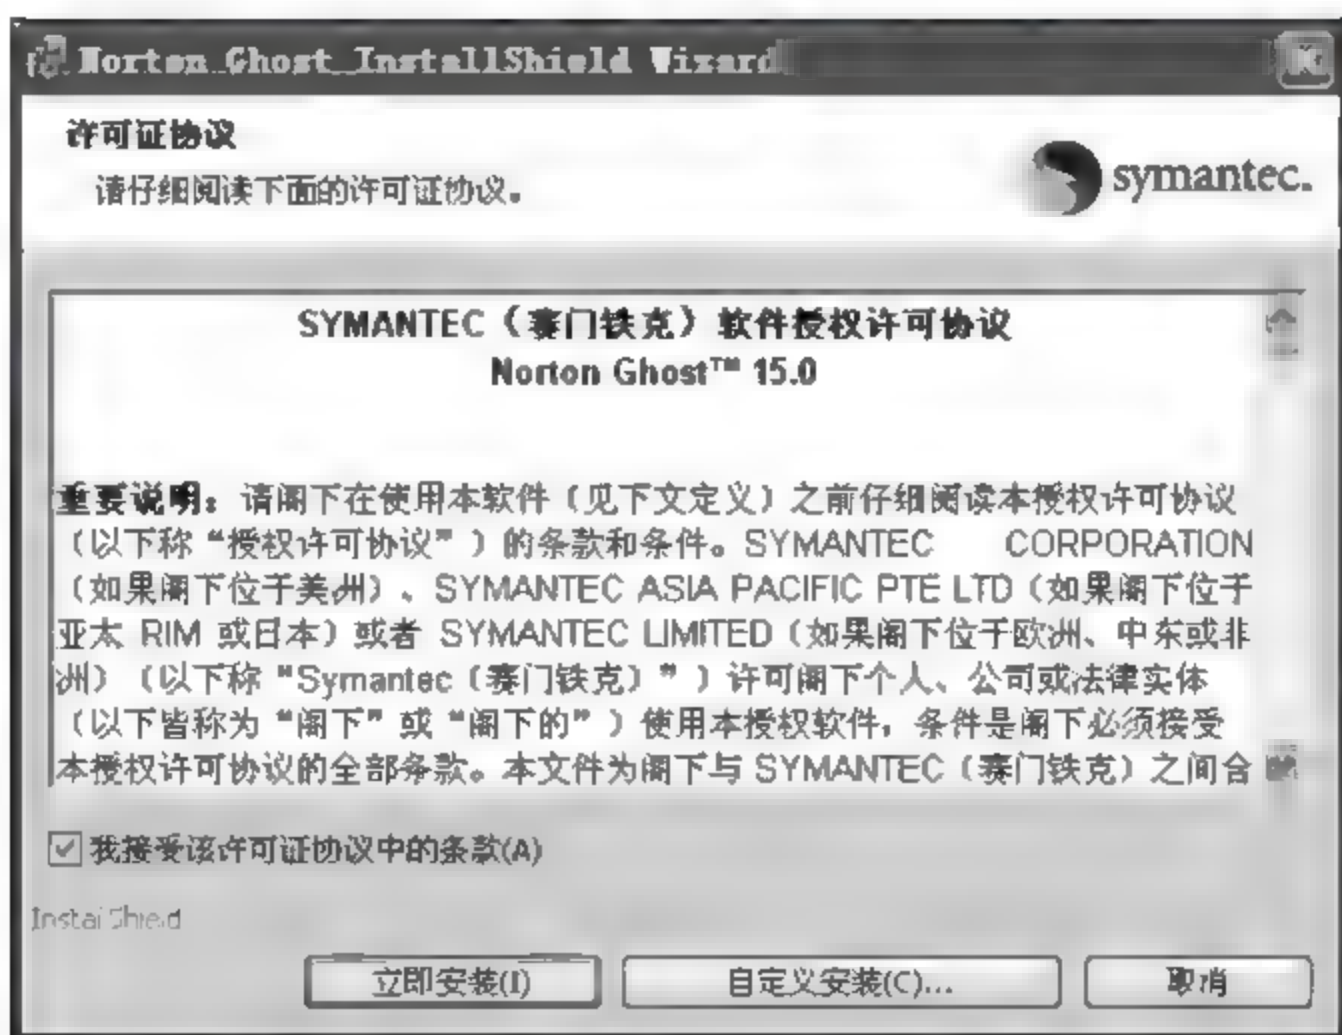 Norton Ghost InstallShield Wizard
许可证协议
请仔细阅读下面的许可证协议。
symantec.
SYMANTEC（赛门铁克）软件授权许可协议
Norton Ghost™ 15.0
重要说明：请阁下在使用本软件（见下文定义）之前仔细阅读本授权许可协议
（以下称“授权许可协议”）的条款和条件。SYMANTEC CORPORATION
（如果阁下位于美洲）、SYMANTEC ASIA PACIFIC PTE LTD（如果阁下位于
亚太 RIM 或日本）或者 SYMANTEC LIMITED（如果阁下位于欧洲、中东或非
洲）（以下称“Symantec（赛门铁克）”）许可阁下个人、公司或法律实体
（以下皆称为“阁下”或“阁下的”）使用本授权软件，条件是阁下必须接受
本授权许可协议的全部条款。本文件为阁下与 SYMANTEC（赛门铁克）之间合
我接受该许可证协议中的条款(A)
InstallShield
立即安装(I)
自定义安装(C)...
取消